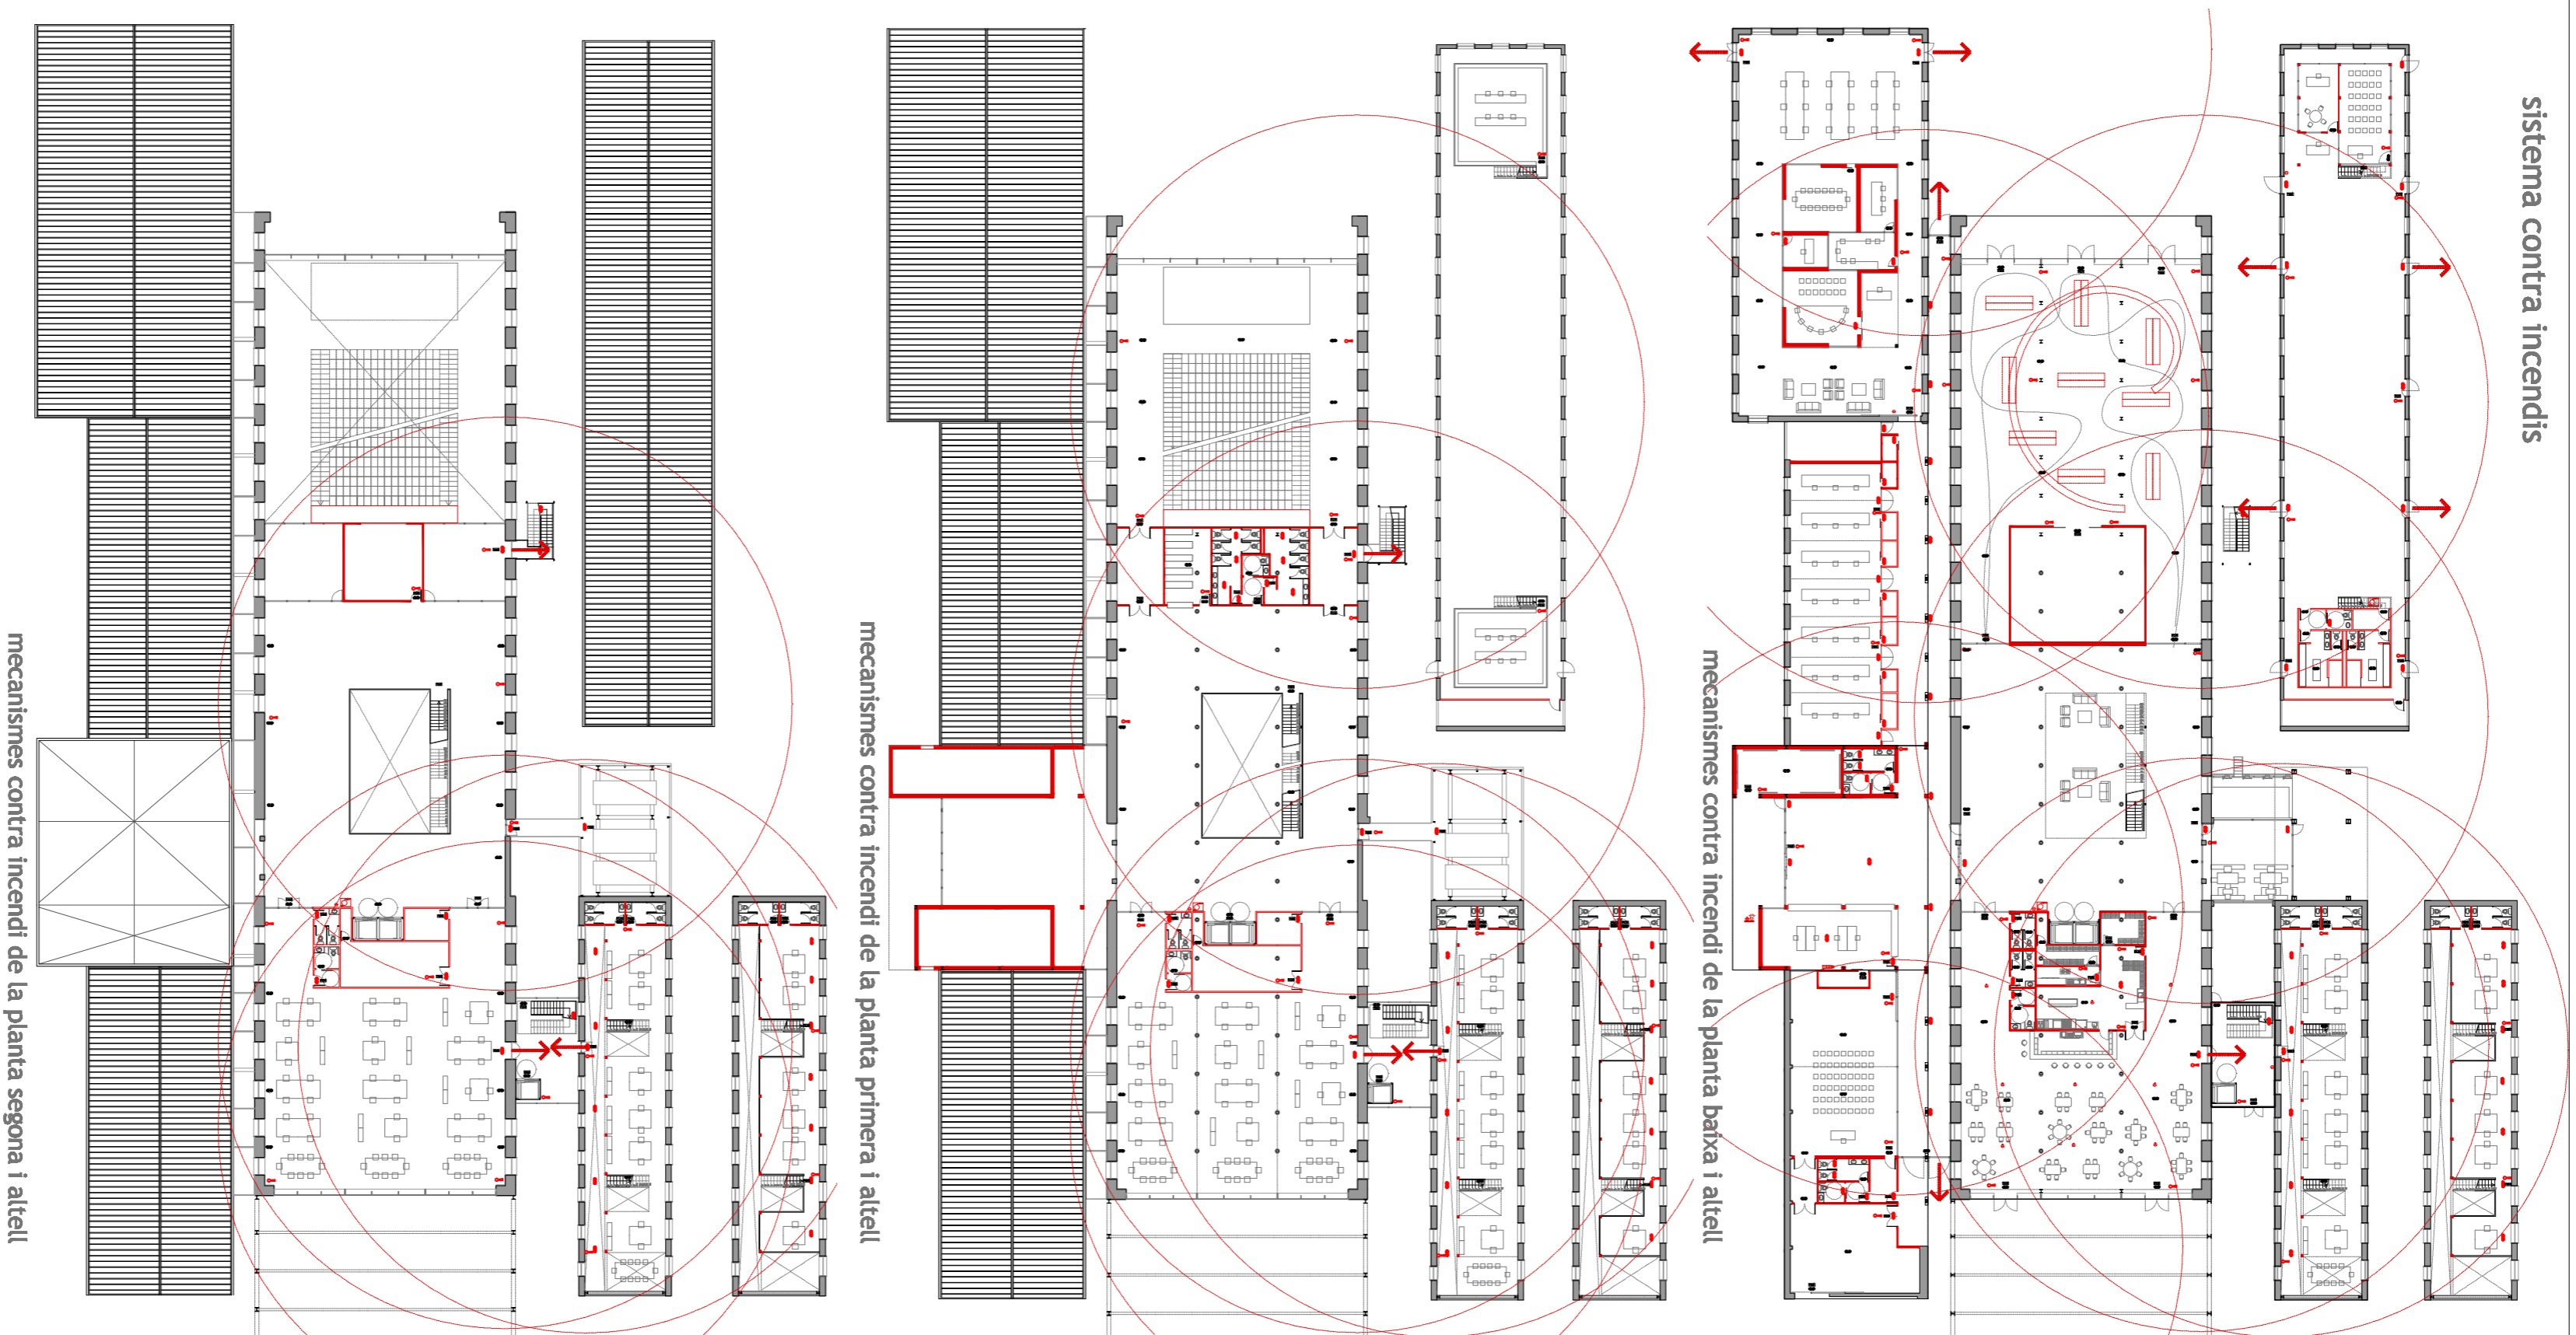 sistema contra incendis
mecanismes contra incendi de la planta baixa i altell
mecanismes contra incendi de la planta primera i altell
mecanismes contra incendi de la planta segona i altell